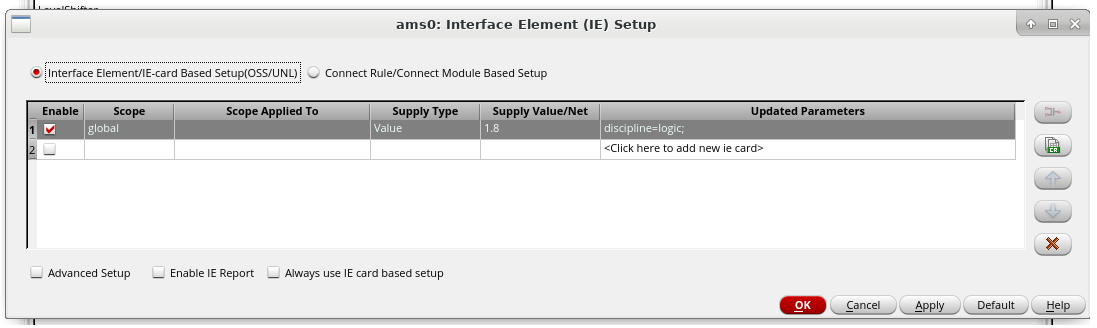 ams0: Interface Element (IE) Setup
Interface Element/IE-card Based Setup(OSS/UNL) Connect Rule/Connect Module Based Setup
Enable Scope Scope Applied To Supply Type Supply Value/Net Updated Parameters
1 global Value 1.8 discipline=logic;
2 <Click here to add new ie card>
CR
Advanced Setup Enable IE Report Always use IE card based setup
OK Cancel Apply Default Help